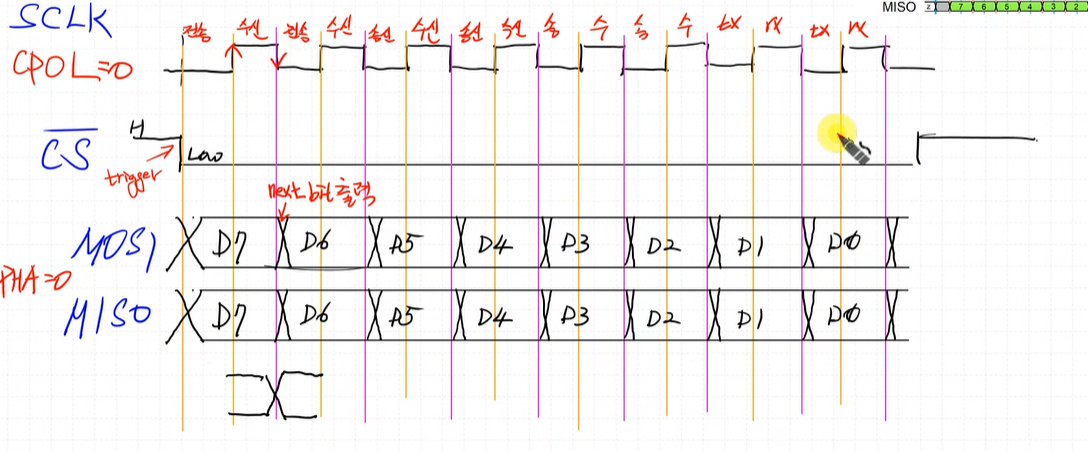 MISO Z 7 6 5 4 3 2
SCLK
전송 수신 전송 수신 송신 수신 송신 수신 송 수 송 수 tx rx tx rx
CPOL=0
H
CS
Low
trigger
next bit 출력
MOSI D7 D6 D5 D4 D3 D2 D1 D0
PHA=0
MISO D7 D6 D5 D4 D3 D2 D1 D0